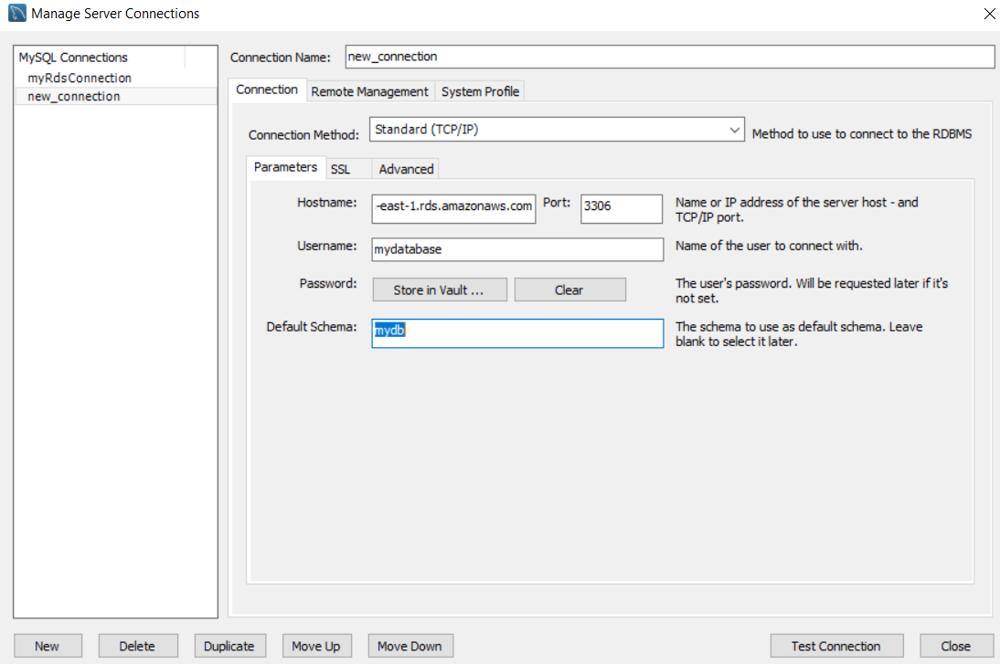 Manage Server Connections
MySQL Connections
myRdsConnection
new_connection
Connection Name: new_connection
Connection Remote Management System Profile
Connection Method: Standard (TCP/IP) Method to use to connect to the RDBMS
Parameters SSL Advanced
Hostname: -east-1.rds.amazonaws.com Port: 3306 Name or IP address of the server host - and
TCP/IP port.
Username: mydatabase Name of the user to connect with.
Password: Store in Vault ... Clear The user's password. Will be requested later if it's
not set.
Default Schema: mydb The schema to use as default schema. Leave
blank to select it later.
New Delete Duplicate Move Up Move Down Test Connection Close